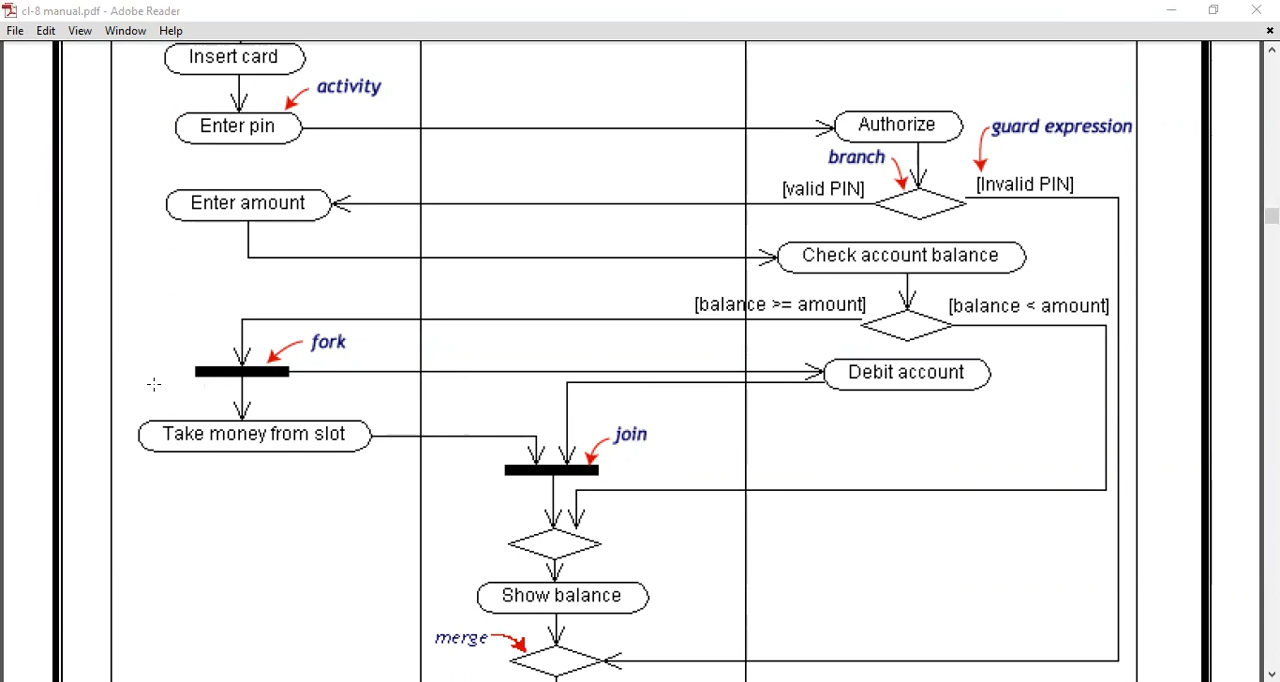 cl-8 manual.pdf - Adobe Reader
File Edit View Window Help
Insert card
activity
Enter pin
Authorize
guard expression
branch
[valid PIN]
[Invalid PIN]
Enter amount
Check account balance
[balance >= amount]
[balance < amount]
fork
Debit account
Take money from slot
join
Show balance
merge